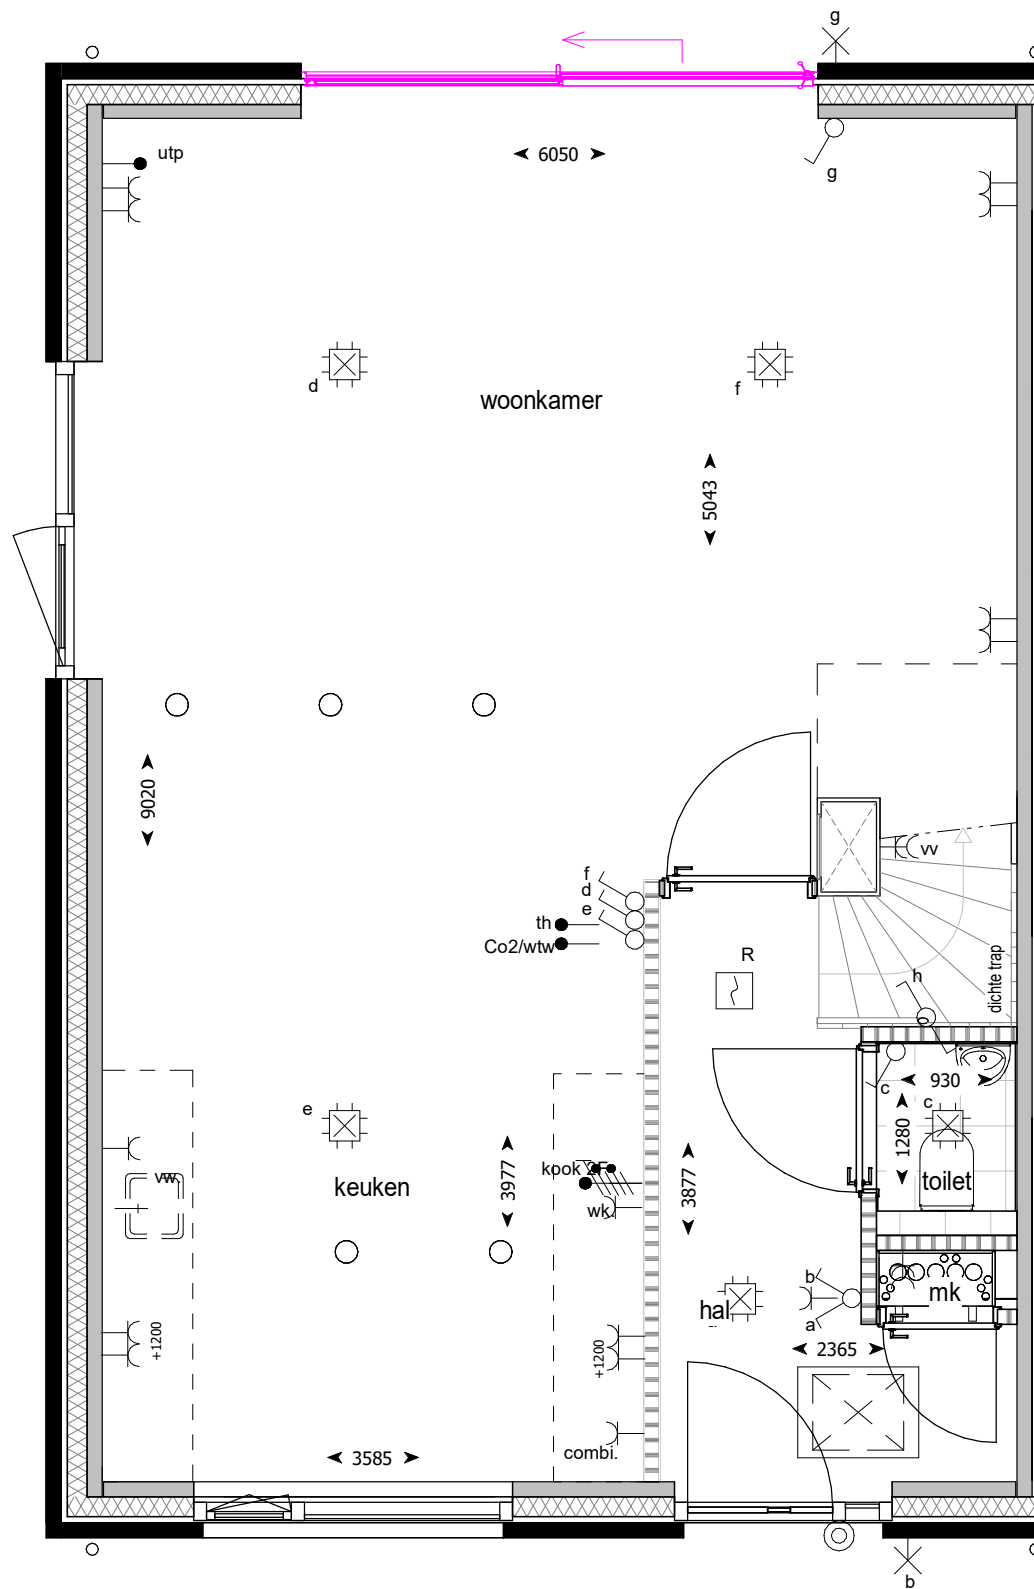 g
utp
6050
g
d
woonkamer
f
5043
9020
vv
f
d
e
th
Co2/wtw
R
h
dichte trap
930
c
c
1280
e
3977
kook 2F
3877
toilet
vw.
keuken
wk.
b
mk
hal
a
+1200
+1200
2365
combi.
3585
b